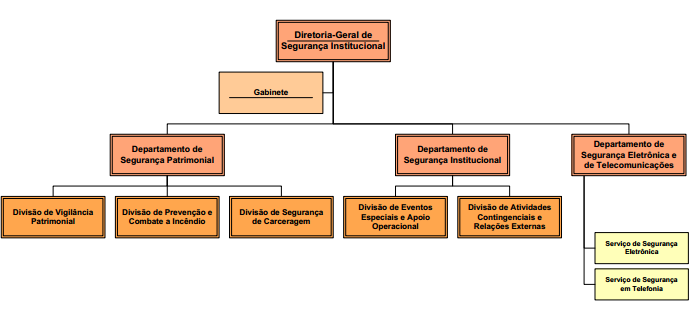 Diretoria-Geral de
Segurança Institucional
Gabinete
Departamento de
Segurança Patrimonial
Departamento de
Segurança Institucional
Departamento de
Segurança Eletrônica e
de Telecomunicações
Divisão de Vigilância
Patrimonial
Divisão de Prevenção e
Combate a Incêndio
Divisão de Segurança
de Carceragem
Divisão de Eventos
Especiais e Apoio
Operacional
Divisão de Atividades
Contingenciais e
Relações Externas
Serviço de Segurança
Eletrônica
Serviço de Segurança
em Telefonia